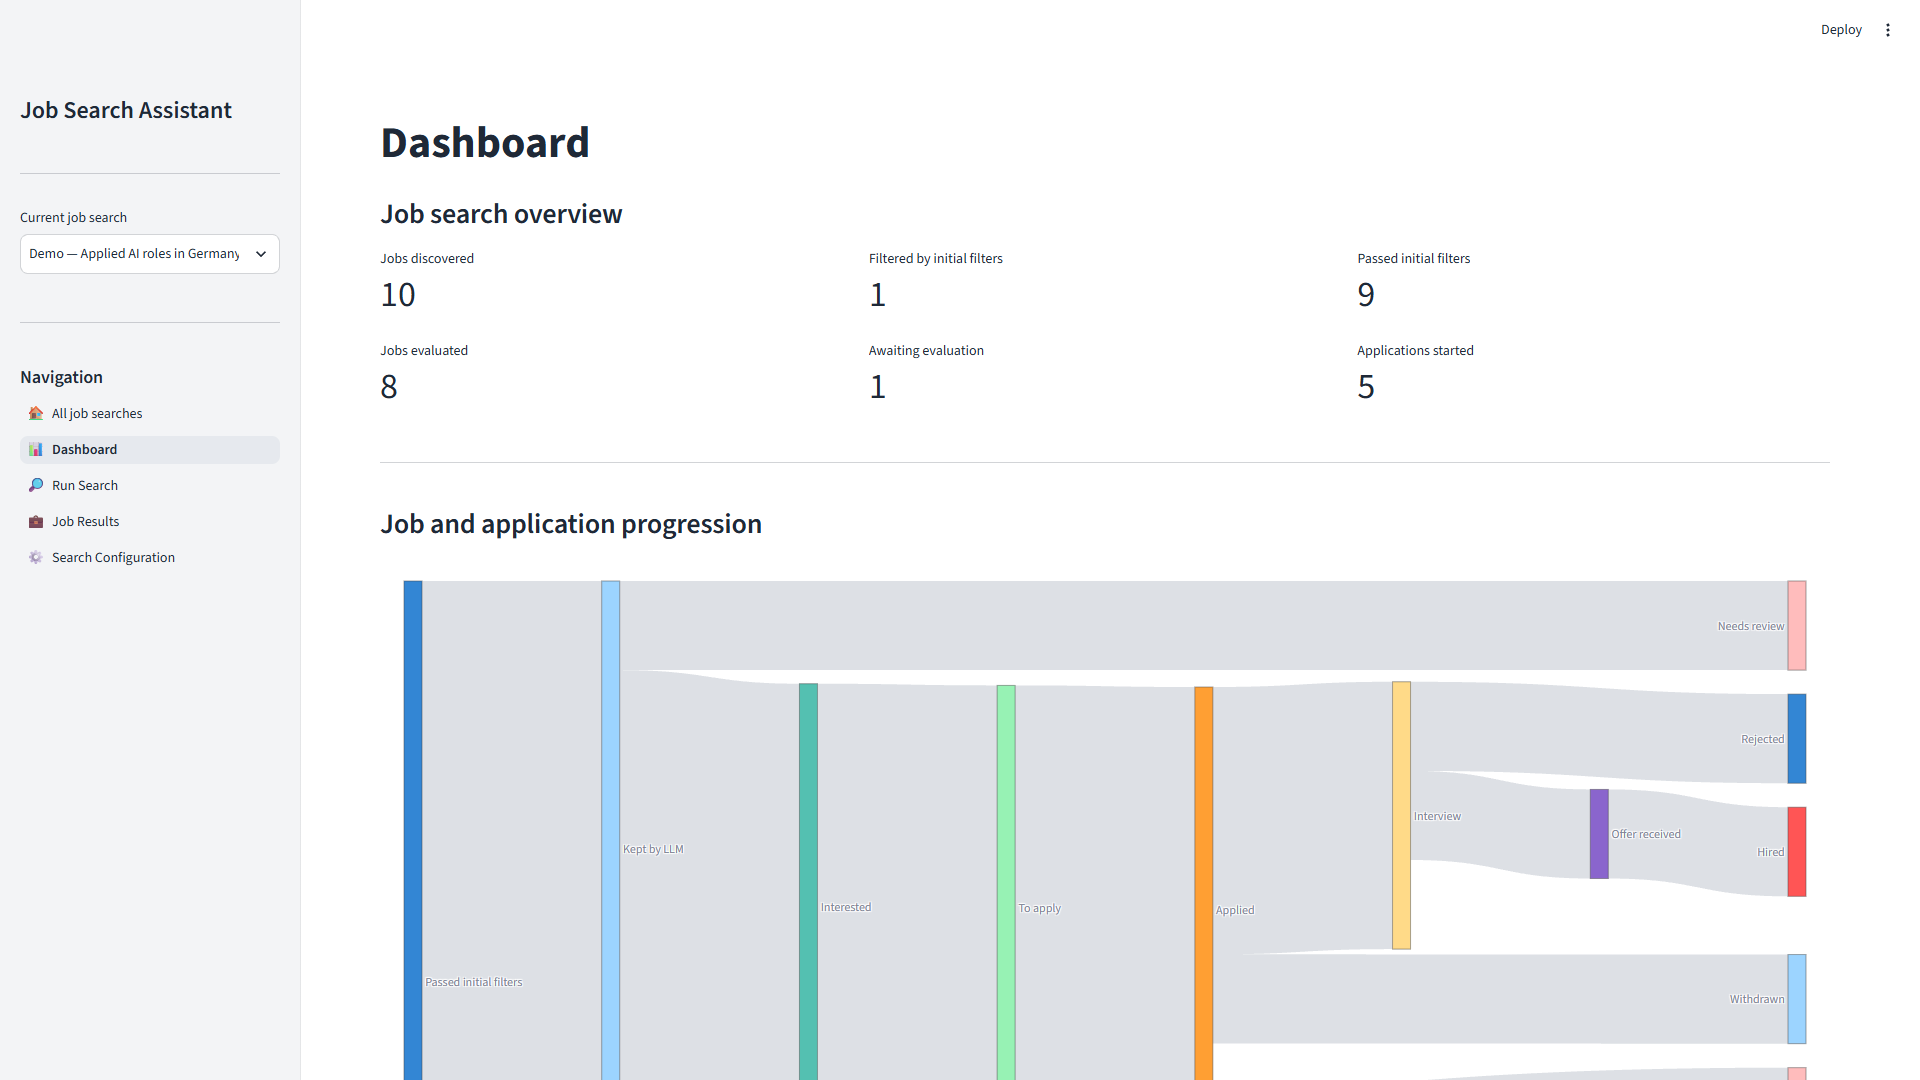 Deploy
Job Search Assistant
Current job search
Demo — Applied AI roles in Germany
Navigation
All job searches
Dashboard
Run Search
Job Results
Search Configuration
Dashboard
Job search overview
Jobs discovered
10
Filtered by initial filters
1
Passed initial filters
9
Jobs evaluated
8
Awaiting evaluation
1
Applications started
5
Job and application progression
Needs review
Rejected
Interview
Offer received
Kept by LLM
Hired
Interested
To apply
Applied
Passed initial filters
Withdrawn